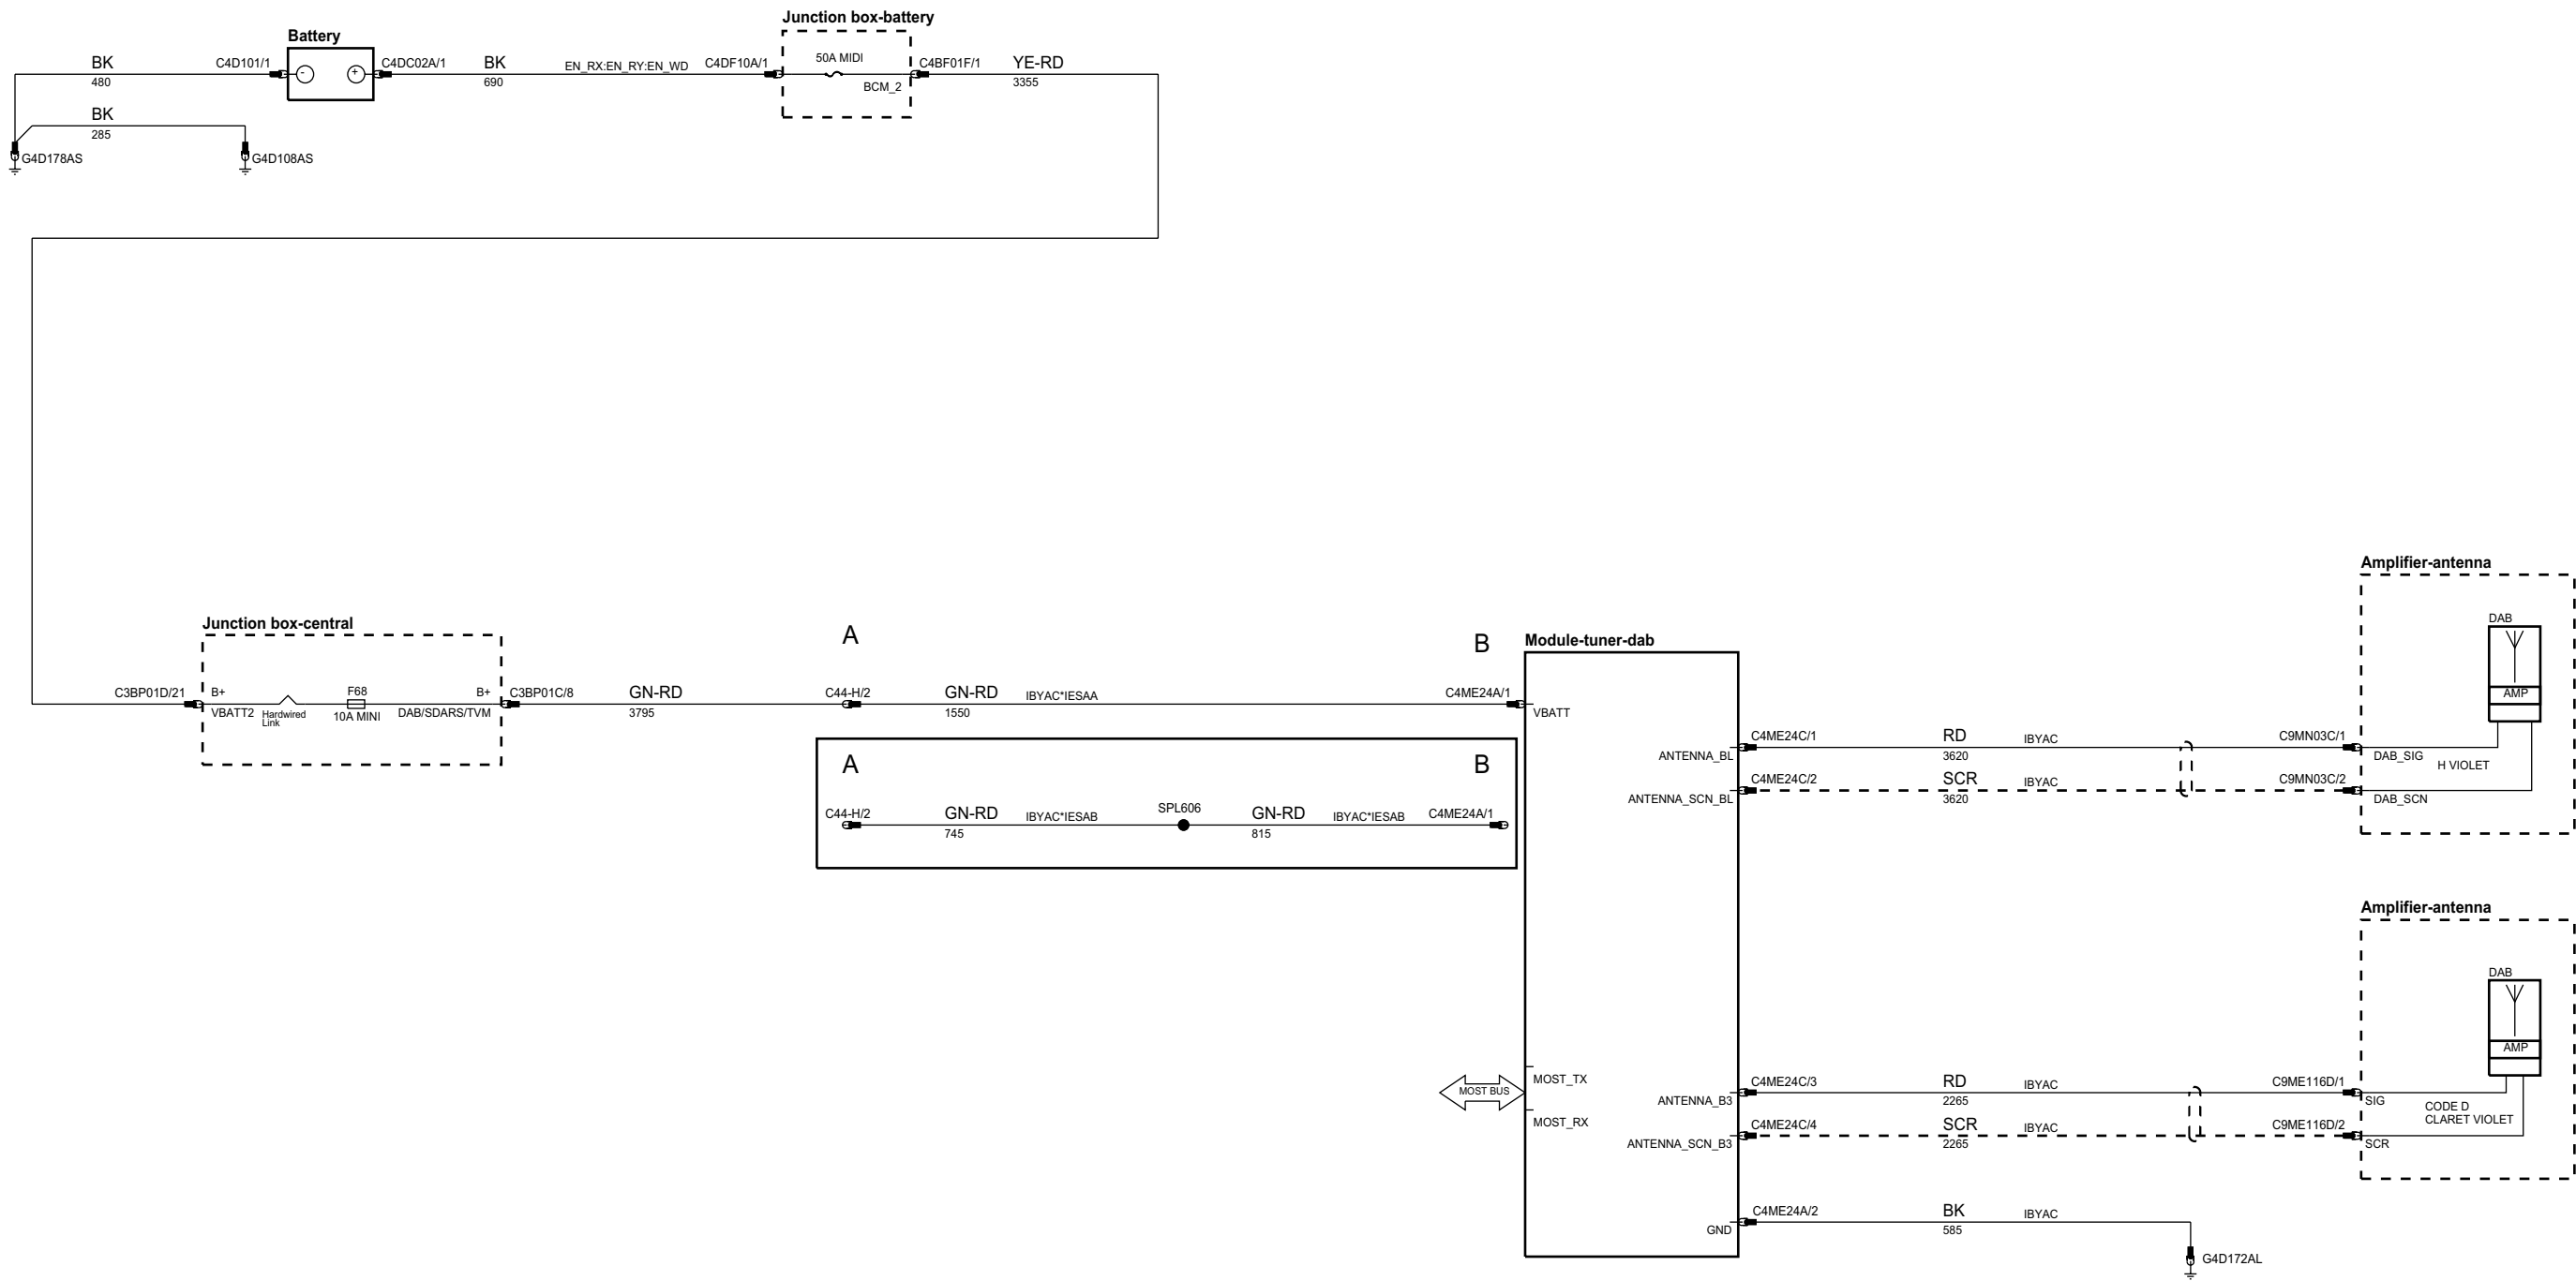 Junction box-battery
Battery
BK
480
C4D101/1
-
+
C4DC02A/1
BK
690
EN_RX:EN_RY:EN_WD
C4DF10A/1
50A MIDI
BCM_2
C4BF01F/1
YE-RD
3355
BK
285
G4D178AS
G4D108AS
Junction box-central
C3BP01D/21
B+
VBATT2
Hardwired
Link
F68
10A MINI
B+
DAB/SDARS/TVM
C3BP01C/8
GN-RD
3795
A
C44-H/2
GN-RD
1550
IBYAC*IESAA
B
C4ME24A/1
A
B
C44-H/2
GN-RD
745
IBYAC*IESAB
SPL606
GN-RD
815
IBYAC*IESAB
C4ME24A/1
Module-tuner-dab
VBATT
MOST BUS
MOST_TX
MOST_RX
ANTENNA_BL
C4ME24C/1
RD
3620
IBYAC
C9MN03C/1
ANTENNA_SCN_BL
C4ME24C/2
SCR
3620
IBYAC
C9MN03C/2
Amplifier-antenna
DAB
AMP
DAB_SIG
H VIOLET
DAB_SCN
ANTENNA_B3
C4ME24C/3
RD
2265
IBYAC
C9ME116D/1
ANTENNA_SCN_B3
C4ME24C/4
SCR
2265
IBYAC
C9ME116D/2
Amplifier-antenna
DAB
AMP
SIG
CODE D
CLARET VIOLET
SCR
GND
C4ME24A/2
BK
585
IBYAC
G4D172AL